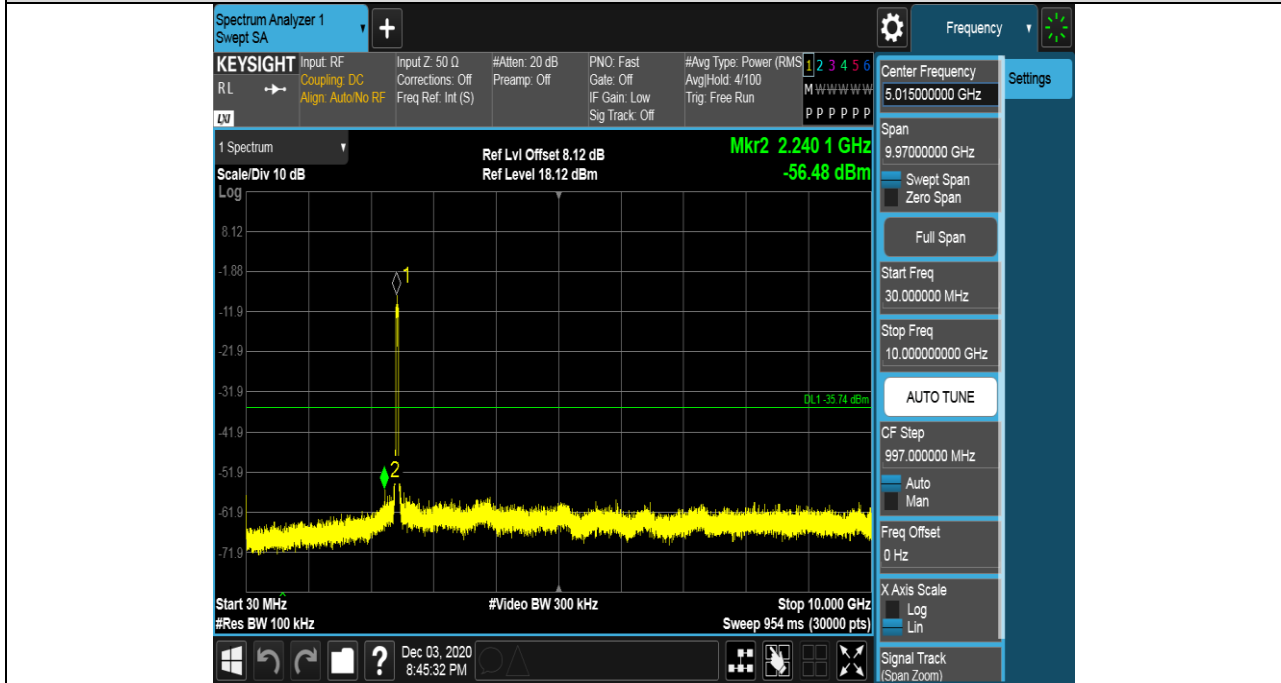 Spectrum Analyzer 1
Swept SA
+
Frequency
KEYSIGHT
RL
LXI
Input: RF
Coupling: DC
Align: Auto/No RF
Input Z: 50 Ω
Corrections: Off
Freq Ref: Int (S)
#Atten: 20 dB
Preamp: Off
PNO: Fast
Gate: Off
IF Gain: Low
Sig Track: Off
#Avg Type: Power (RMS
Avg|Hold: 4/100
Trig: Free Run
1 2 3 4 5 6
M W W W W W
P P P P P P
1 Spectrum
Scale/Div 10 dB
Ref Lvl Offset 8.12 dB
Ref Level 18.12 dBm
Mkr2 2.240 1 GHz
-56.48 dBm
Log
8.12
-1.88
-11.9
-21.9
-31.9
-41.9
-51.9
-61.9
-71.9
1
2
DL1 -35.74 dBm
Start 30 MHz
#Res BW 100 kHz
#Video BW 300 kHz
Stop 10.000 GHz
Sweep 954 ms (30000 pts)
?
Dec 03, 2020
8:45:32 PM
Center Frequency
5.015000000 GHz
Span
9.97000000 GHz
Swept Span
Zero Span
Full Span
Start Freq
30.000000 MHz
Stop Freq
10.000000000 GHz
AUTO TUNE
CF Step
997.000000 MHz
Auto
Man
Freq Offset
0 Hz
X Axis Scale
Log
Lin
Signal Track
(Span Zoom)
Settings